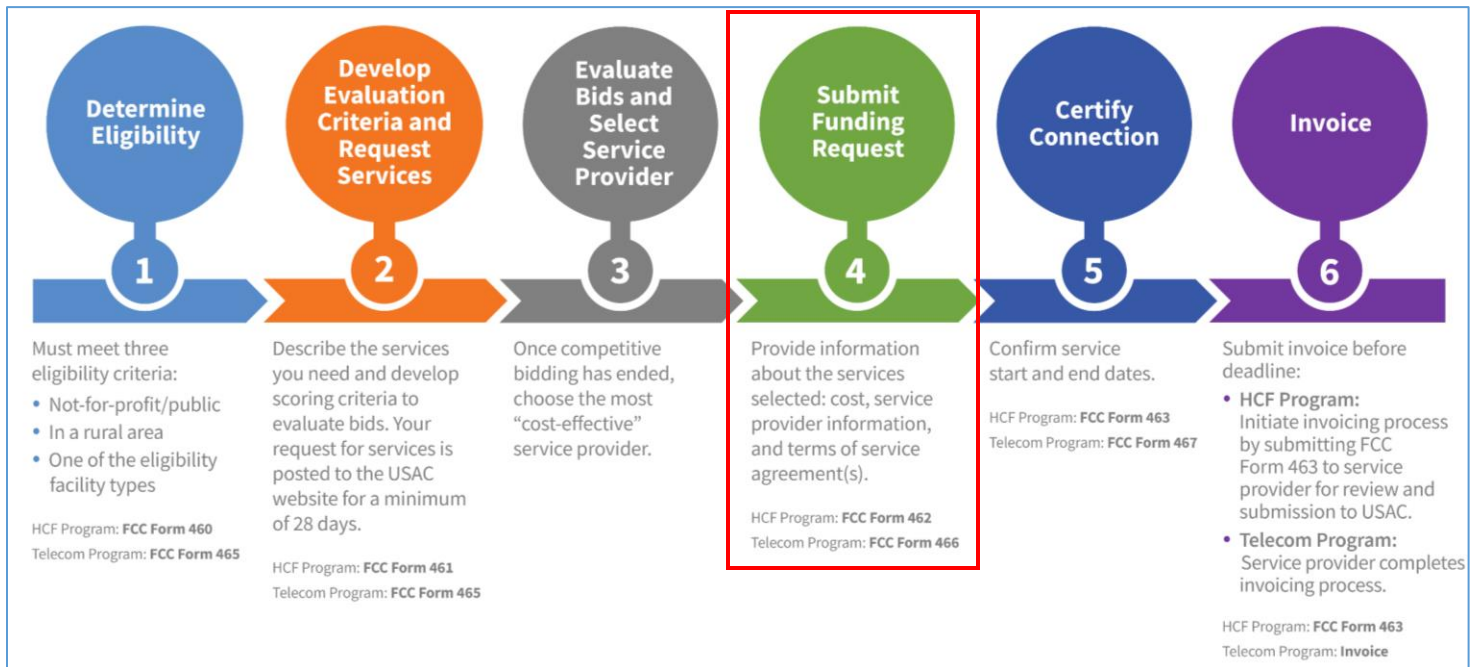 Determine
Eligibility
1
Must meet three
eligibility criteria:
• Not-for-profit/public
• In a rural area
• One of the eligibility
facility types
HCF Program: FCC Form 460
Telecom Program: FCC Form 465
Develop
Evaluation
Criteria and
Request
Services
2
Describe the services
you need and develop
scoring criteria to
evaluate bids. Your
request for services is
posted to the USAC
website for a minimum
of 28 days.
HCF Program: FCC Form 461
Telecom Program: FCC Form 465
Evaluate
Bids and
Select
Service
Provider
3
Once competitive
bidding has ended,
choose the most
“cost-effective”
service provider.
Submit
Funding
Request
4
Provide information
about the services
selected: cost, service
provider information,
and terms of service
agreement(s).
HCF Program: FCC Form 462
Telecom Program: FCC Form 466
Certify
Connection
5
Confirm service
start and end dates.
HCF Program: FCC Form 463
Telecom Program: FCC Form 467
Invoice
6
Submit invoice before
deadline:
• HCF Program:
Initiate invoicing process
by submitting FCC
Form 463 to service
provider for review and
submission to USAC.
• Telecom Program:
Service provider completes
invoicing process.
HCF Program: FCC Form 463
Telecom Program: Invoice